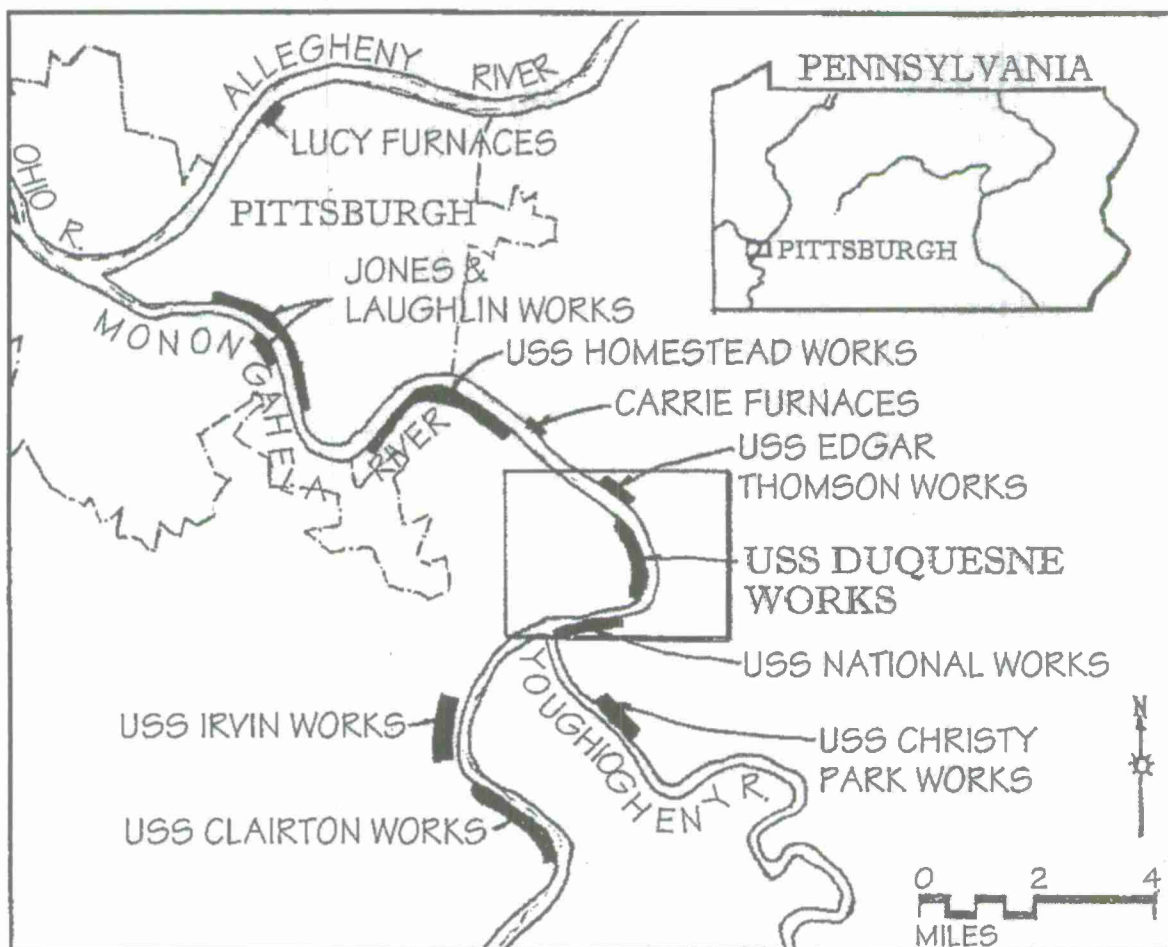 ALLEGHENY RIVER
LUCY FURNACES
OHIO R.
PITTSBURGH
JONES &
LAUGHLIN WORKS
MONONGAHELA RIVER
PENNSYLVANIA
PITTSBURGH
USS HOMESTEAD WORKS
CARRIE FURNACES
USS EDGAR
THOMSON WORKS
USS DUQUESNE
WORKS
USS NATIONAL WORKS
YOUGHIOGHENY R.
USS IRVIN WORKS
USS CHRISTY
PARK WORKS
USS CLAIRTON WORKS
N
0 2 4
MILES